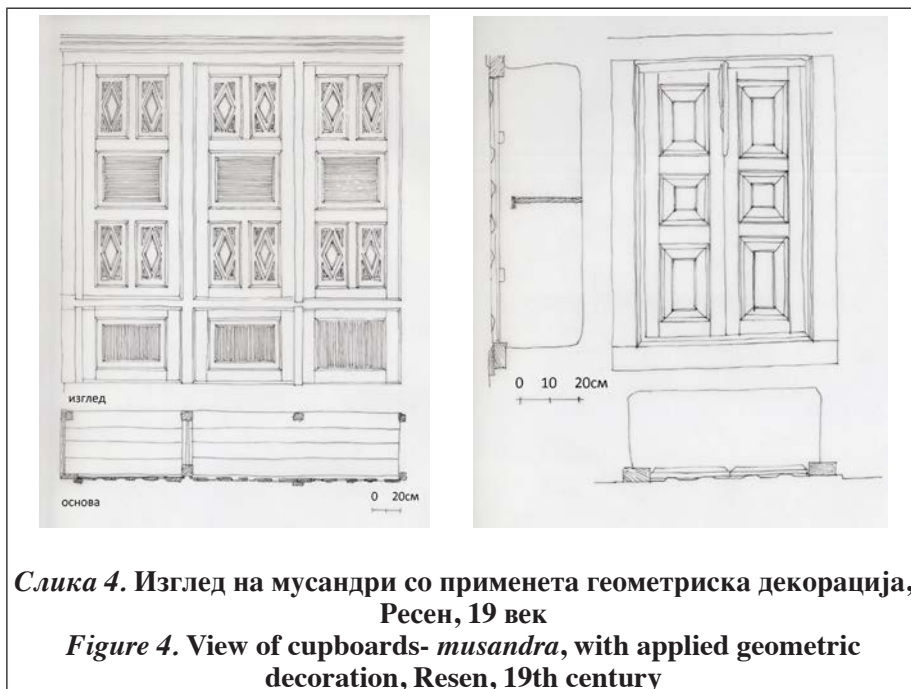 изглед
основа
0 20см
0 10 20см
Слика 4. Изглед на мусандри со применета геометриска декорација,
Ресен, 19 век
Figure 4. View of cupboards- musandra, with applied geometric
decoration, Resen, 19th century